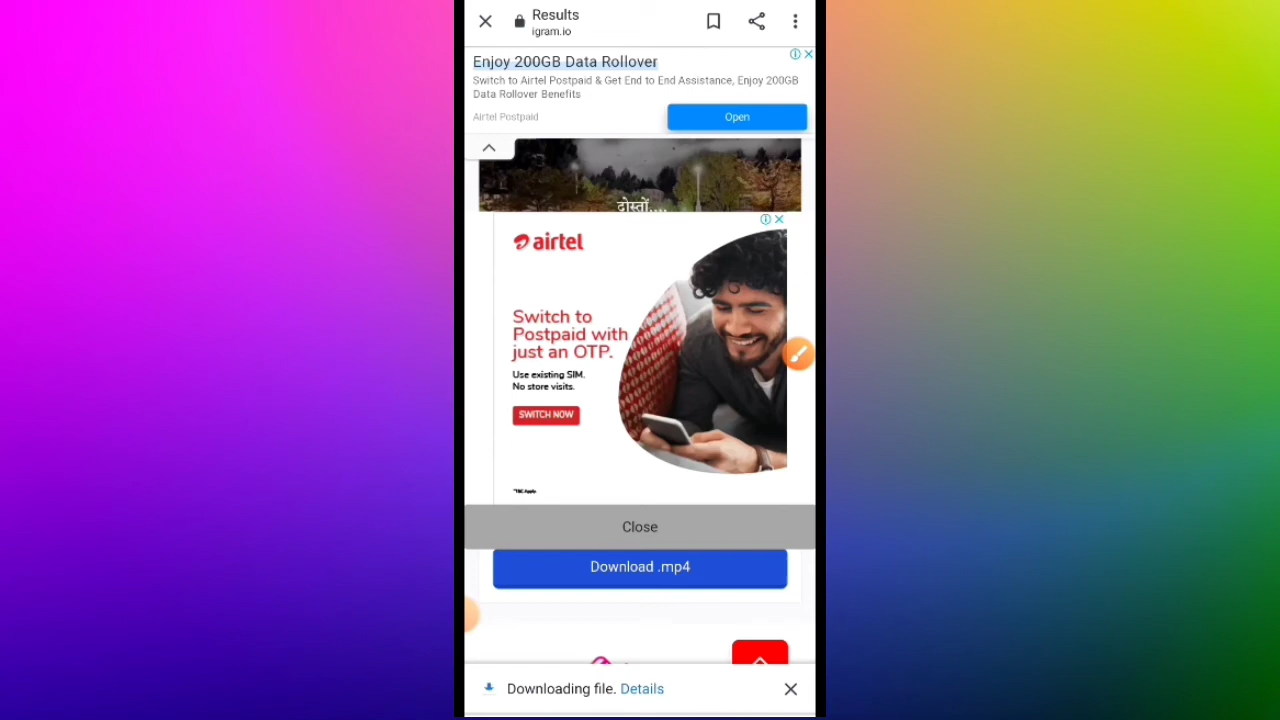 Results
igram.io
Enjoy 200GB Data Rollover
Switch to Airtel Postpaid & Get End to End Assistance, Enjoy 200GB
Data Rollover Benefits
Airtel Postpaid
Open
दोस्तों....
airtel
Switch to
Postpaid with
just an OTP.
Use existing SIM.
No store visits.
SWITCH NOW
*T&C Apply
Close
Download .mp4
Downloading file. Details